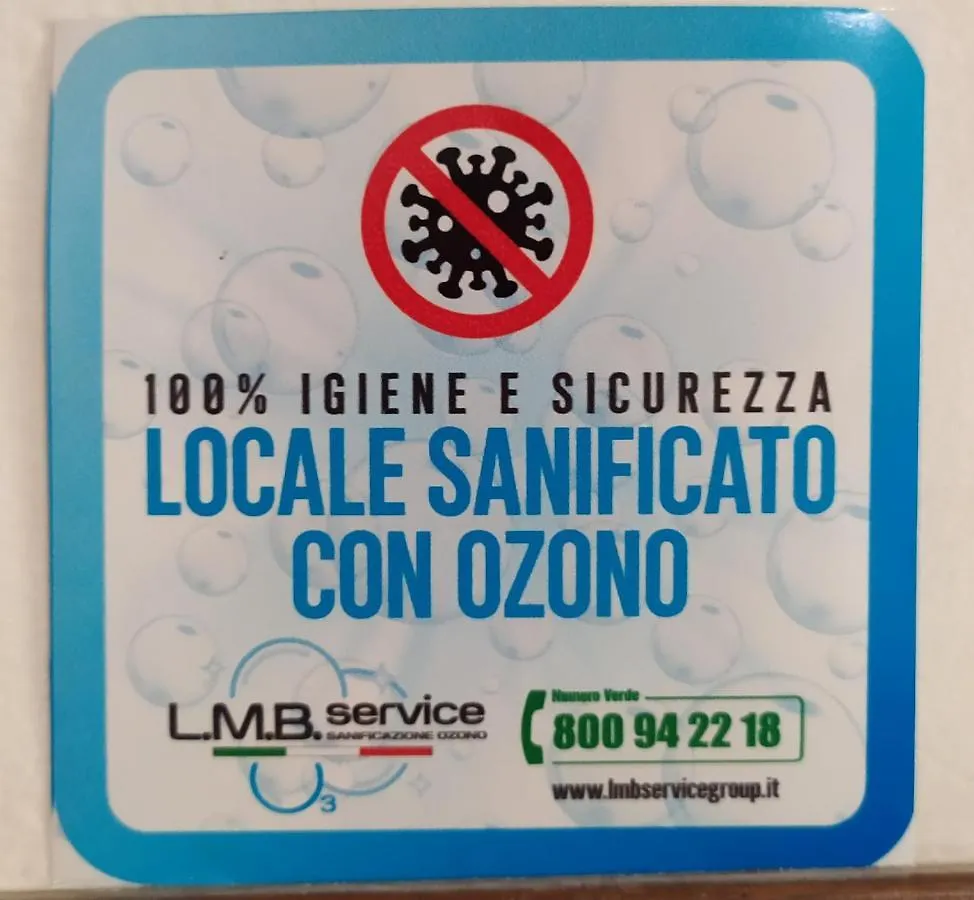 100% IGIENE E SICUREZZA
LOCALE SANIFICATO
CON OZONO
L.M.B. service
SANIFICAZIONE OZONO
3
Numero Verde
800 94 22 18
www.lmbservicegroup.it